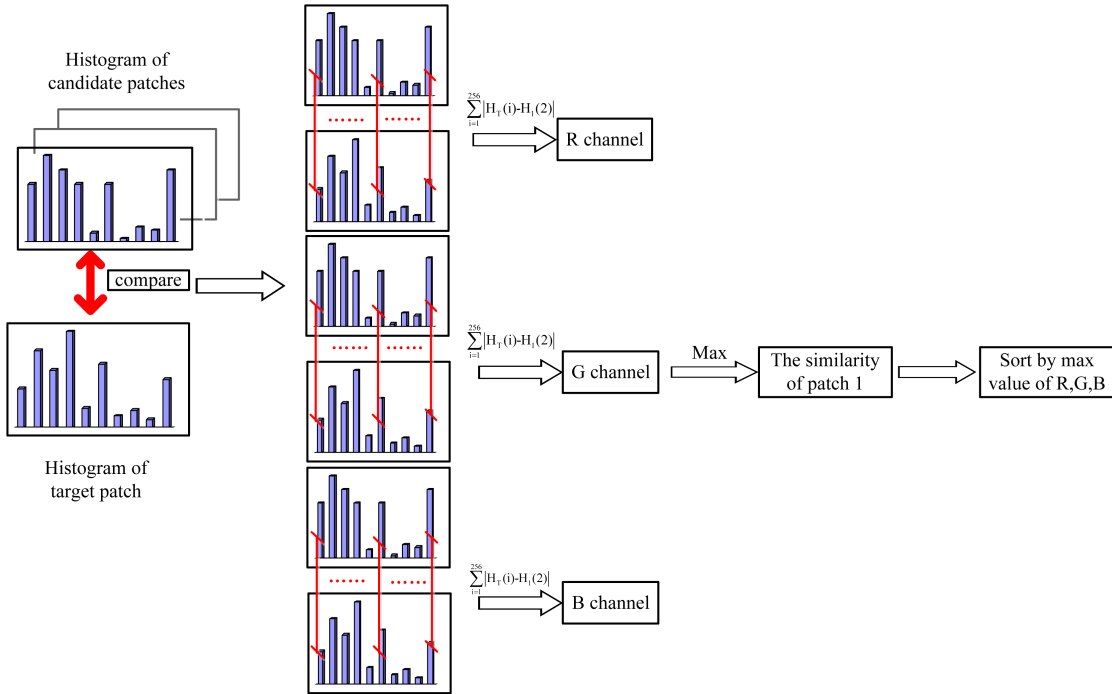 Histogram of
candidate patches
compare
Histogram of
target patch
......  ......
256
∑|H_T(i)-H_1(2)|
i=1
R channel
......  ......
256
∑|H_T(i)-H_1(2)|
i=1
G channel
Max
The similarity
of patch 1
Sort by max
value of R,G,B
......  ......
256
∑|H_T(i)-H_1(2)|
i=1
B channel